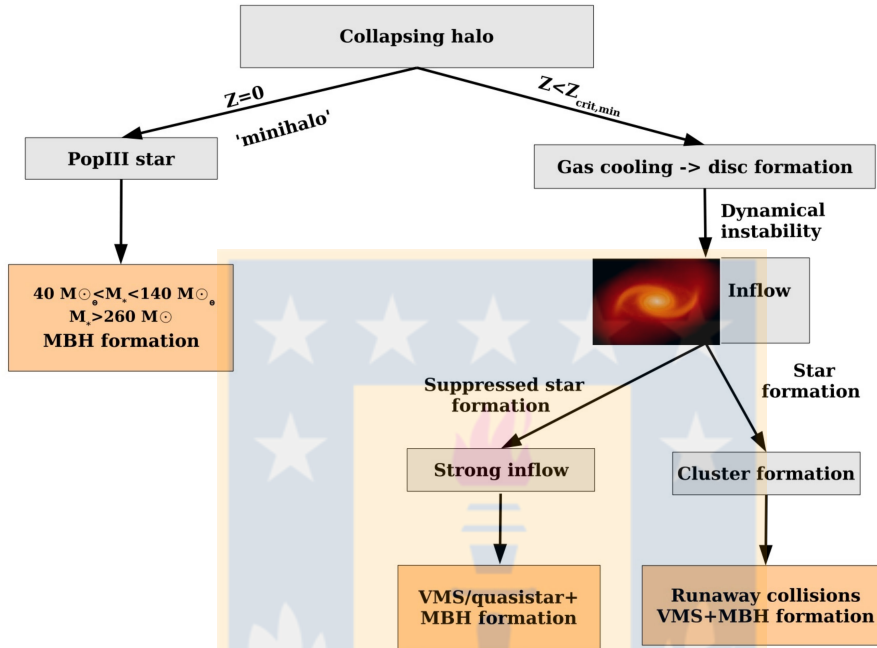 Collapsing halo
Z=0
'minihalo'
Z<Z_crit,min
PopIII star
Gas cooling -> disc formation
Dynamical
instability
40 M☉ₑ<M*<140 M☉ₑ
M*>260 M☉
MBH formation
Inflow
Suppressed star
formation
Star
formation
Strong inflow
Cluster formation
VMS/quasistar+
MBH formation
Runaway collisions
VMS+MBH formation